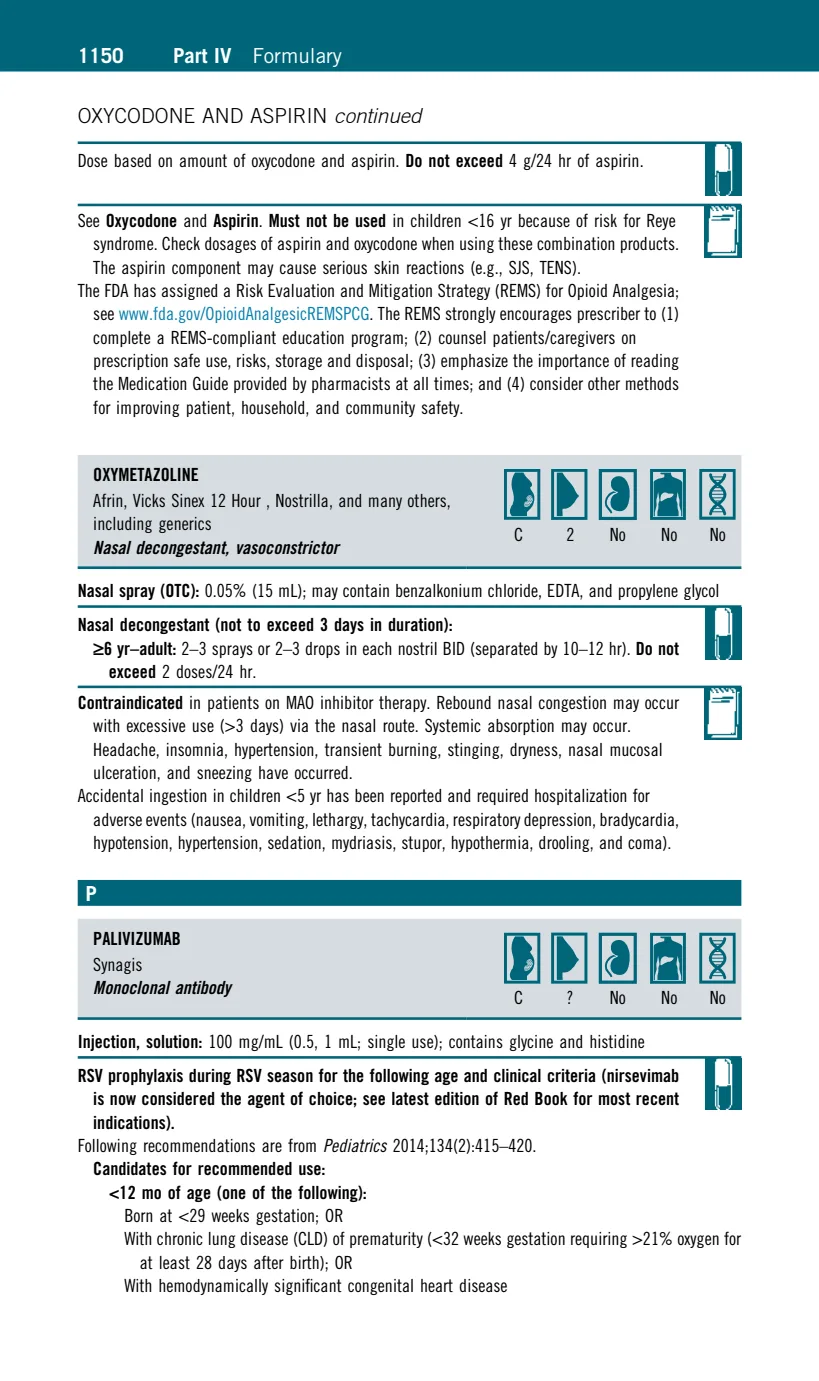 1150 Part IV Formulary
OXYCODONE AND ASPIRIN continued
Dose based on amount of oxycodone and aspirin. Do not exceed 4 g/24 hr of aspirin.
See Oxycodone and Aspirin. Must not be used in children <16 yr because of risk for Reye
syndrome. Check dosages of aspirin and oxycodone when using these combination products.
The aspirin component may cause serious skin reactions (e.g., SJS, TENS).
The FDA has assigned a Risk Evaluation and Mitigation Strategy (REMS) for Opioid Analgesia;
see www.fda.gov/OpioidAnalgesicREMSPCG. The REMS strongly encourages prescriber to (1)
complete a REMS-compliant education program; (2) counsel patients/caregivers on
prescription safe use, risks, storage and disposal; (3) emphasize the importance of reading
the Medication Guide provided by pharmacists at all times; and (4) consider other methods
for improving patient, household, and community safety.
OXYMETAZOLINE
Afrin, Vicks Sinex 12 Hour , Nostrilla, and many others,
including generics
Nasal decongestant, vasoconstrictor
C 2 No No No
Nasal spray (OTC): 0.05% (15 mL); may contain benzalkonium chloride, EDTA, and propylene glycol
Nasal decongestant (not to exceed 3 days in duration):
≥6 yr–adult: 2–3 sprays or 2–3 drops in each nostril BID (separated by 10–12 hr). Do not
exceed 2 doses/24 hr.
Contraindicated in patients on MAO inhibitor therapy. Rebound nasal congestion may occur
with excessive use (>3 days) via the nasal route. Systemic absorption may occur.
Headache, insomnia, hypertension, transient burning, stinging, dryness, nasal mucosal
ulceration, and sneezing have occurred.
Accidental ingestion in children <5 yr has been reported and required hospitalization for
adverse events (nausea, vomiting, lethargy, tachycardia, respiratory depression, bradycardia,
hypotension, hypertension, sedation, mydriasis, stupor, hypothermia, drooling, and coma).
P
PALIVIZUMAB
Synagis
Monoclonal antibody
C ? No No No
Injection, solution: 100 mg/mL (0.5, 1 mL; single use); contains glycine and histidine
RSV prophylaxis during RSV season for the following age and clinical criteria (nirsevimab
is now considered the agent of choice; see latest edition of Red Book for most recent
indications).
Following recommendations are from Pediatrics 2014;134(2):415–420.
Candidates for recommended use:
<12 mo of age (one of the following):
Born at <29 weeks gestation; OR
With chronic lung disease (CLD) of prematurity (<32 weeks gestation requiring >21% oxygen for
at least 28 days after birth); OR
With hemodynamically significant congenital heart disease